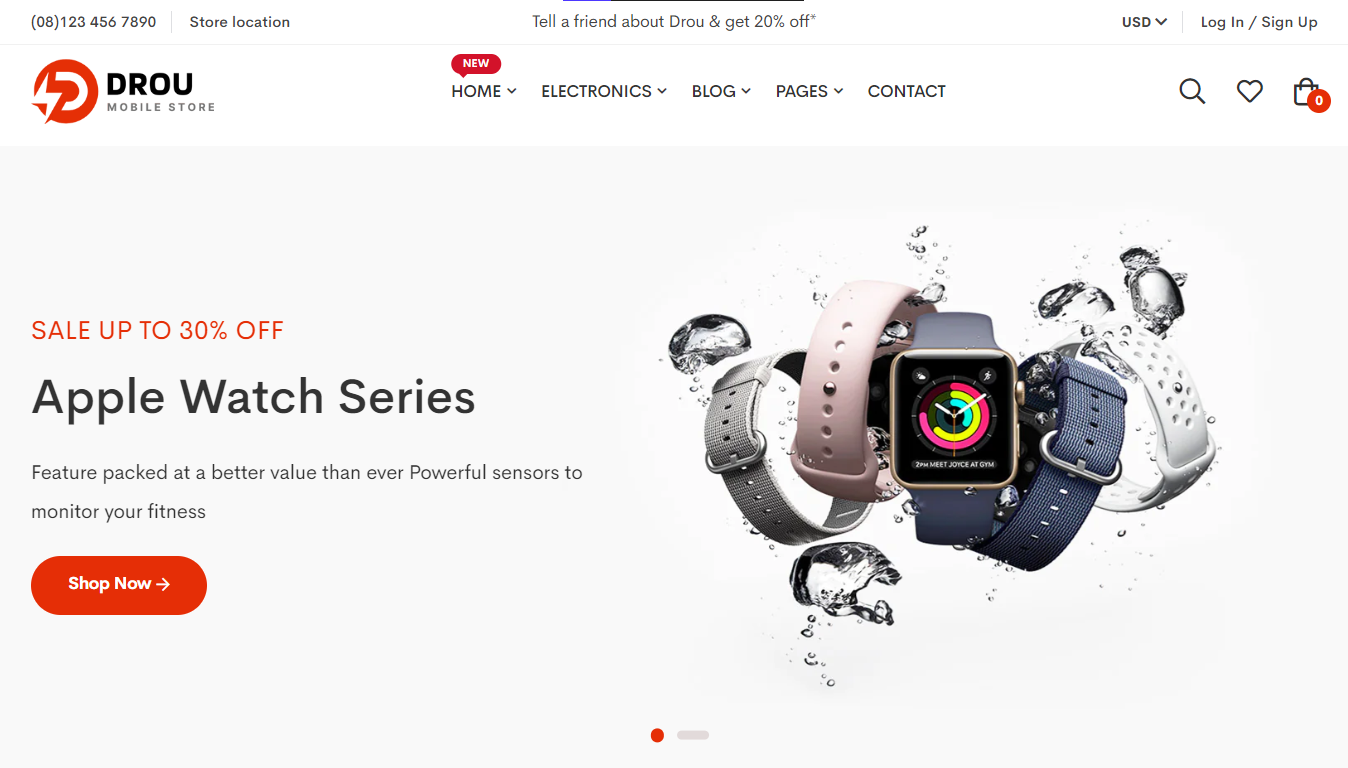 (08)123 456 7890
Store location
Tell a friend about Drou & get 20% off*
USD
Log In / Sign Up
DROU
MOBILE STORE
NEW
HOME
ELECTRONICS
BLOG
PAGES
CONTACT
0
SALE UP TO 30% OFF
Apple Watch Series
Feature packed at a better value than ever Powerful sensors to
monitor your fitness
Shop Now
2PM MEET JOYCE AT GYM